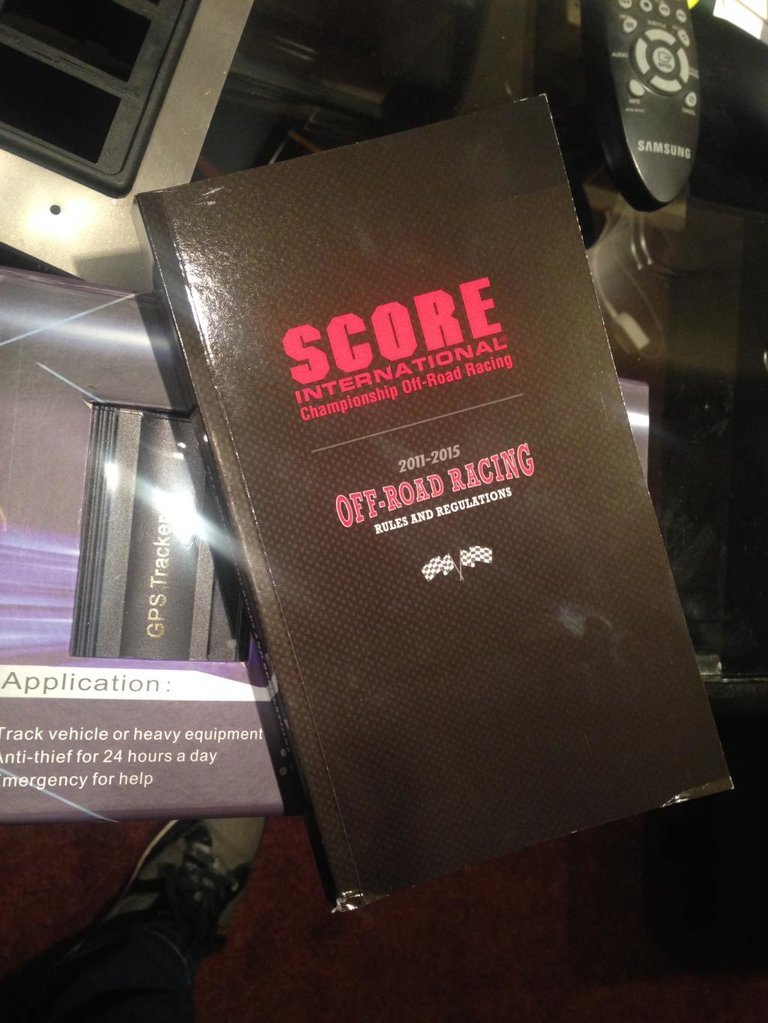 SAMSUNG
SCORE
INTERNATIONAL
Championship Off-Road Racing
2011-2015
OFF-ROAD RACING
RULES AND REGULATIONS
GPS Tracker
Application:
Track vehicle or heavy equipment
Anti-thief for 24 hours a day
Emergency for help